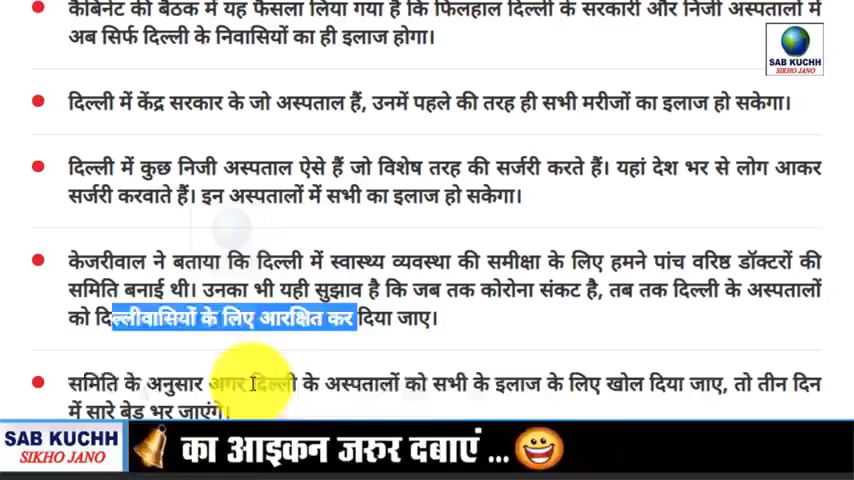 कैबिनेट की बैठक में यह फैसला लिया गया है कि फिलहाल दिल्ली के सरकारी और निजी अस्पतालों में
अब सिर्फ दिल्ली के निवासियों का ही इलाज होगा।
SAB KUCHH
SIKHO JANO
दिल्ली में केंद्र सरकार के जो अस्पताल हैं, उनमें पहले की तरह ही सभी मरीजों का इलाज हो सकेगा।
दिल्ली में कुछ निजी अस्पताल ऐसे हैं जो विशेष तरह की सर्जरी करते हैं। यहां देश भर से लोग आकर
सर्जरी करवाते हैं। इन अस्पतालों में सभी का इलाज हो सकेगा।
केजरीवाल ने बताया कि दिल्ली में स्वास्थ्य व्यवस्था की समीक्षा के लिए हमने पांच वरिष्ठ डॉक्टरों की
समिति बनाई थी। उनका भी यही सुझाव है कि जब तक कोरोना संकट है, तब तक दिल्ली के अस्पतालों
को दिल्लीवासियों के लिए आरक्षित कर दिया जाए।
समिति के अनुसार अगर दिल्ली के अस्पतालों को सभी के इलाज के लिए खोल दिया जाए, तो तीन दिन
में सारे बेड भर जाएंगे।
SAB KUCHH
SIKHO JANO
का आइकन जरुर दबाएं ...